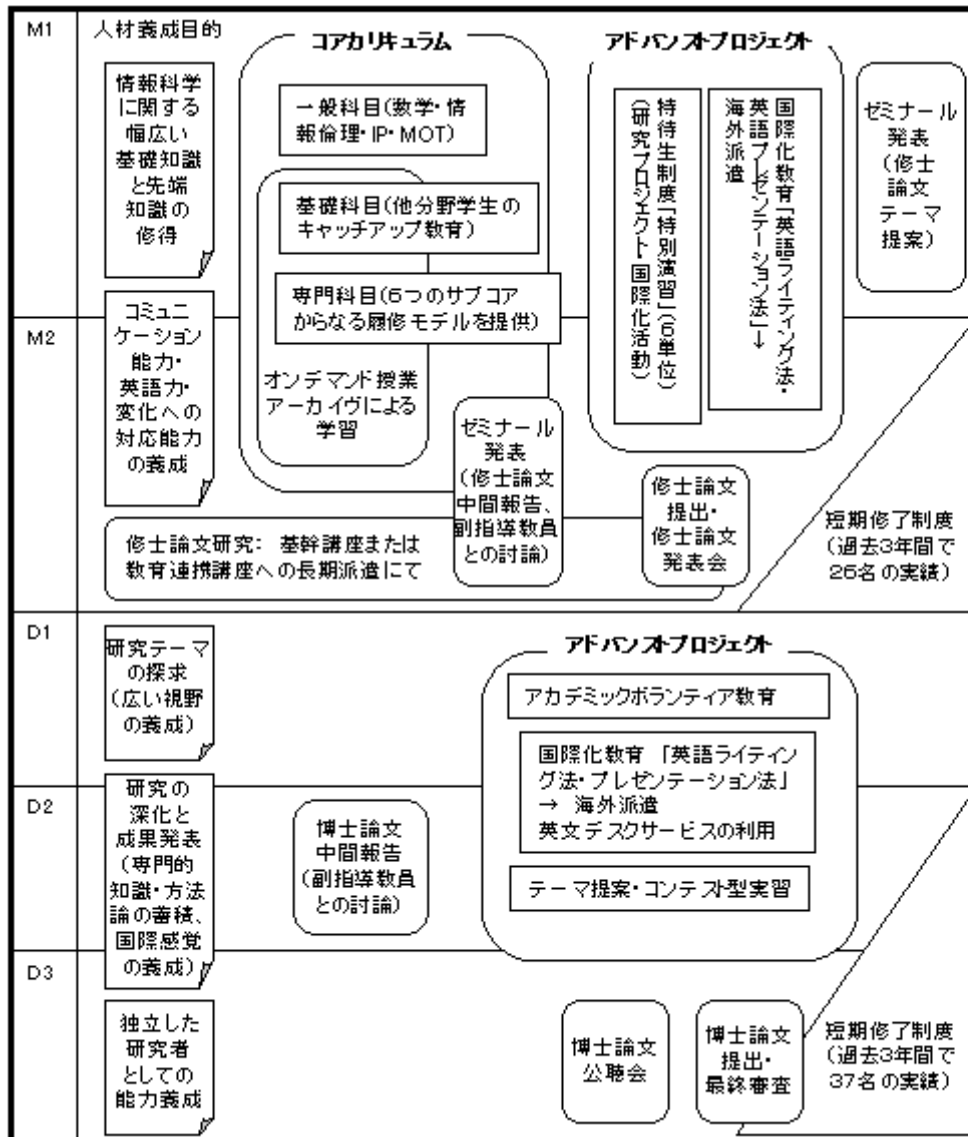 M1
人材養成目的
情報科学
に関する
幅広い
基礎知識
と先端
知識の
修得
コアカリキュラム
一般科目(数学・情
報倫理・IP・MOT)
基礎科目(他分野学生の
キャッチアップ教育)
専門科目(6つのサブコア
からなる履修モデルを提供)
オンデマンド授業
アーカイヴによる
学習
アドバンストプロジェクト
国際化教育「英語ライティング法・
英語プレゼンテーション法」→
海外派遣
特待生制度「特別演習」(6単位)
(研究プロジェクト・国際化活動)
ゼミナール
発表
(修士
論文
テーマ
提案)
M2
コミュニ
ケーション
能力・
英語力・
変化への
対応能力
の養成
ゼミナール
発表
(修士論文
中間報告、
副指導教員
との討論)
修士論文
提出・
修士論文
発表会
修士論文研究: 基幹講座または
教育連携講座への長期派遣にて
短期修了制度
(過去3年間で
26名の実績)
D1
研究テーマ
の探求
(広い視野
の養成)
アドバンストプロジェクト
アカデミックボランティア教育
国際化教育 「英語ライティン
グ法・プレゼンテーション法」
→ 海外派遣
英文デスクサービスの利用
テーマ提案・コンテスト型実習
D2
研究の
深化と
成果発表
(専門的
知識・方法
論の蓄積、
国際感覚
の養成)
博士論文
中間報告
(副指導教員
との討論)
D3
独立した
研究者
としての
能力養成
博士論文
公聴会
博士論文
提出・
最終審査
短期修了制度
(過去3年間で
37名の実績)